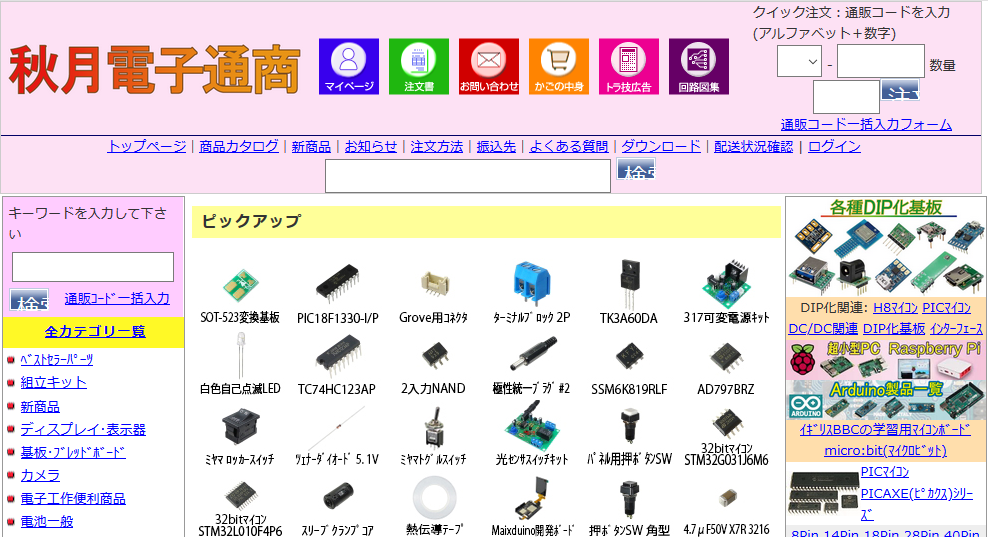 クイック注文：通販コードを入力
(アルファベット＋数字)
秋月電子通商
マイページ
注文書
お問い合わせ
かごの中身
トラ技広告
回路図集
- 数量
注文
通販コード一括入力フォーム
トップページ | 商品カタログ | 新商品 | お知らせ | 注文方法 | 振込先 | よくある質問 | ダウンロード | 配送状況確認 | ログイン
検索
キーワードを入力して下さ
い
検索
通販ｺｰﾄﾞ一括入力
全カテゴリ一覧
ﾍﾞｽﾄｾﾗｰﾊﾟｰﾂ
組立キット
新商品
ディスプレイ･表示器
基板･ﾌﾞﾚｯﾄﾞﾎﾞｰﾄﾞ
カメラ
電子工作便利商品
電池一般
ピックアップ
SOT-523変換基板
PIC18F1330-I/P
Grove用ｺﾈｸﾀ
ﾀｰﾐﾅﾙﾌﾞﾛｯｸ 2P
TK3A60DA
317可変電源ｷｯﾄ
白色自己点滅LED
TC74HC123AP
2入力NAND
極性統一ﾌﾟﾗｸﾞ#2
SSM6K819RLF
AD797BRZ
ﾐﾔﾏ ﾛｯｶｰｽｲｯﾁ
ﾂｪﾅｰﾀﾞｲｵｰﾄﾞ 5.1V
ﾐﾔﾏﾄｸﾞﾙｽｲｯﾁ
光ｾﾝｻｽｲｯﾁｷｯﾄ
ﾊﾟﾈﾙ用押ﾎﾞﾀﾝSW
32bitﾏｲｺﾝ
STM32G031J6M6
32bitﾏｲｺﾝ
STM32L010F4P6
ｽﾘｰﾌﾞｸﾗﾝﾌﾟｺｱ
熱伝導ﾃｰﾌﾟ
Maixduino開発ﾎﾞｰﾄﾞ
押ﾎﾞﾀﾝSW 角型
4.7μF50V X7R 3216
各種DIP化基板
DIP化関連: H8ﾏｲｺﾝ PICﾏｲｺﾝ
DC/DC関連 DIP化基板 ｲﾝﾀｰﾌｪｰｽ
超小型PC Raspberry Pi
Arduino製品一覧
ARDUINO
ｲｷﾞﾘｽBBCの学習用ﾏｲｺﾝﾎﾞｰﾄﾞ
micro:bit(ﾏｲｸﾛﾋﾞｯﾄ)
PICﾏｲｺﾝ
PICAXE(ﾋﾟｶｸｽ)ｼﾘｰ
ｽﾞ
8Pin 14Pin 18Pin 28Pin 40Pin